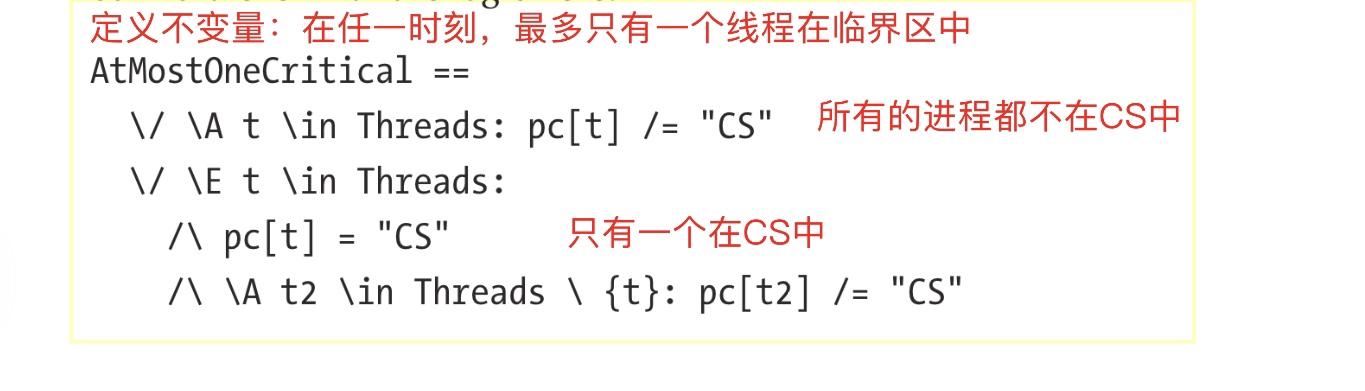 定义不变量：在任一时刻，最多只有一个线程在临界区中
AtMostOneCritical ==
\/ \A t \in Threads: pc[t] /= "CS" 所有的进程都不在CS中
\/ \E t \in Threads:
/\ pc[t] = "CS" 只有一个在CS中
/\ \A t2 \in Threads \ {t}: pc[t2] /= "CS"